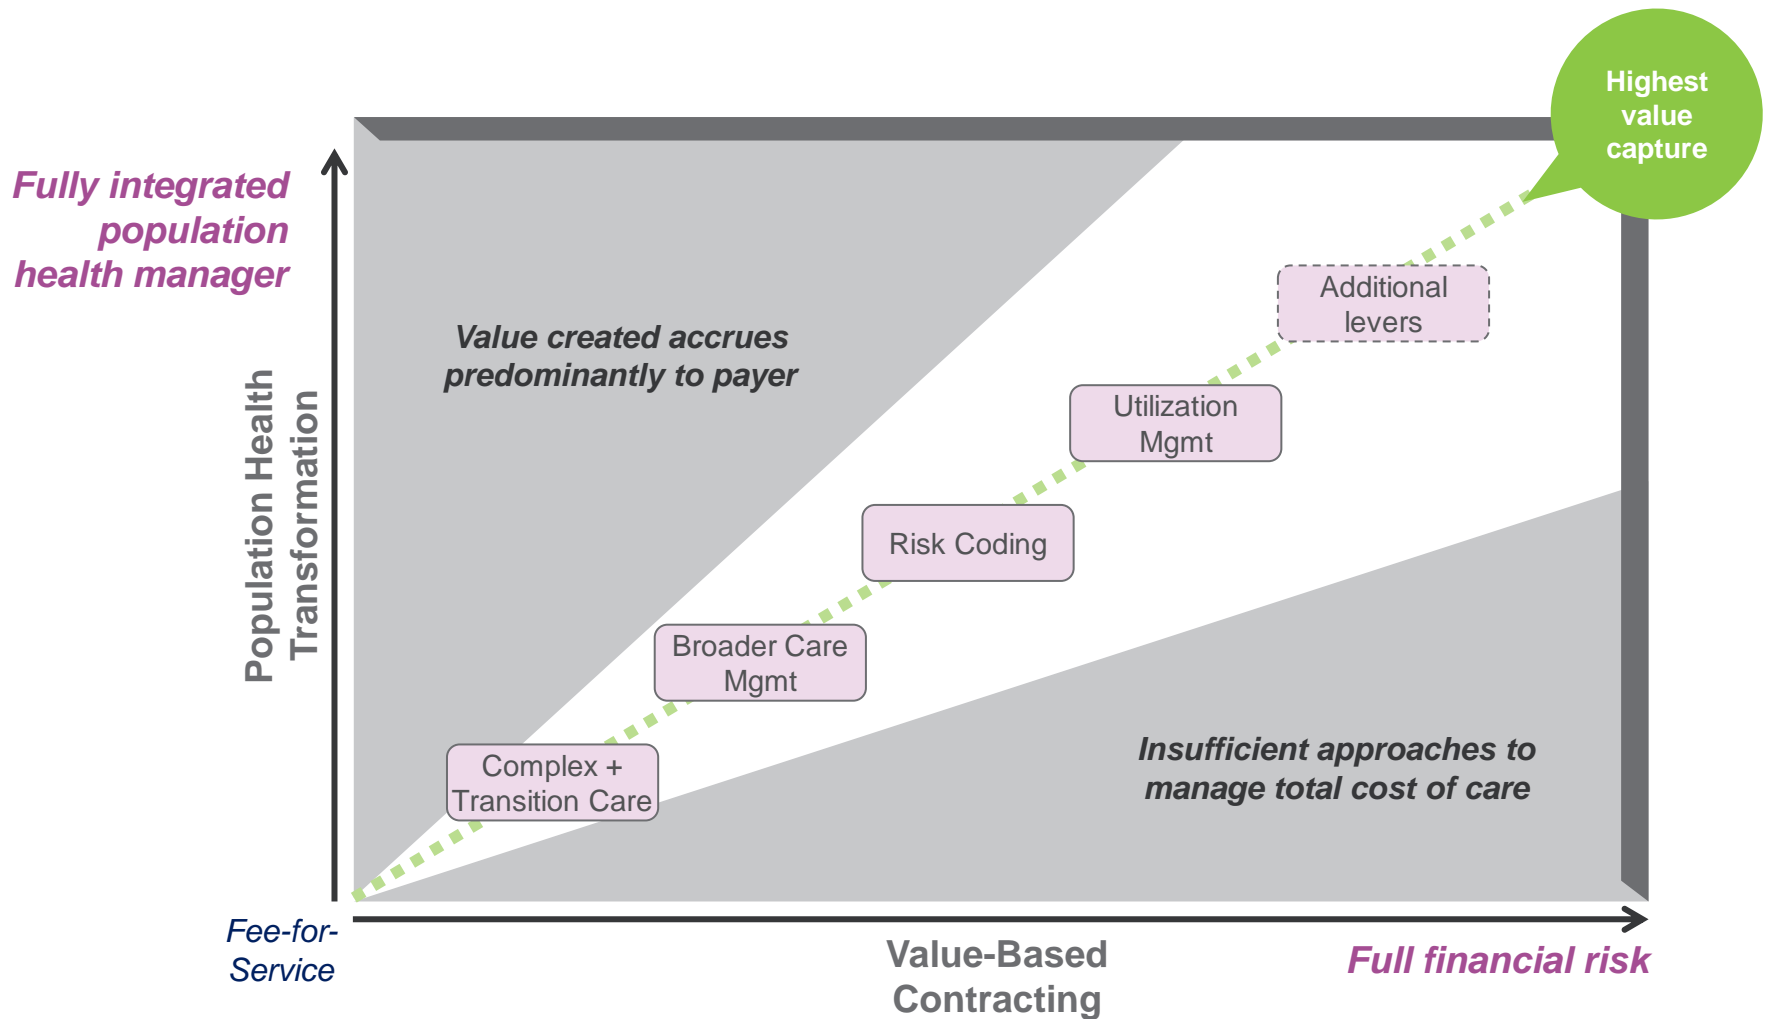 Highest
value
capture
Fully integrated
population
health manager
Value created accrues
predominantly to payer
Additional
levers
Utilization
Mgmt
Population Health
Transformation
Risk Coding
Broader Care
Mgmt
Complex +
Transition Care
Insufficient approaches to
manage total cost of care
Fee-for-
Service
Value-Based
Contracting
Full financial risk